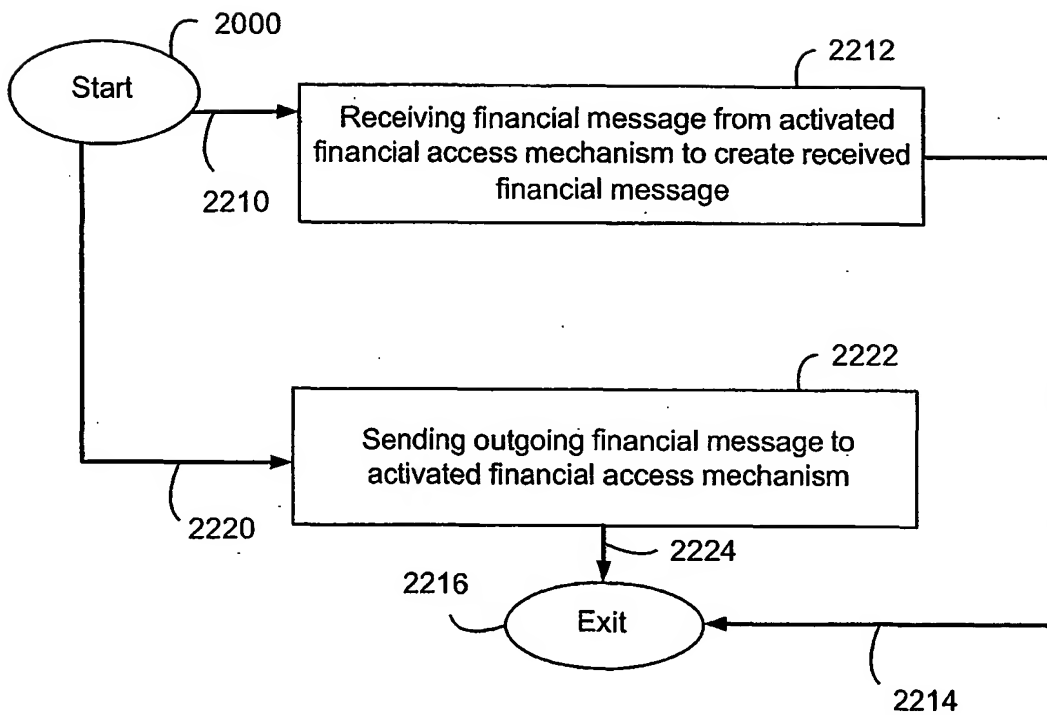 2000
Start
2212
Receiving financial message from activated
financial access mechanism to create received
financial message
2210
2222
Sending outgoing financial message to
activated financial access mechanism
2220
2224
2216
Exit
2214